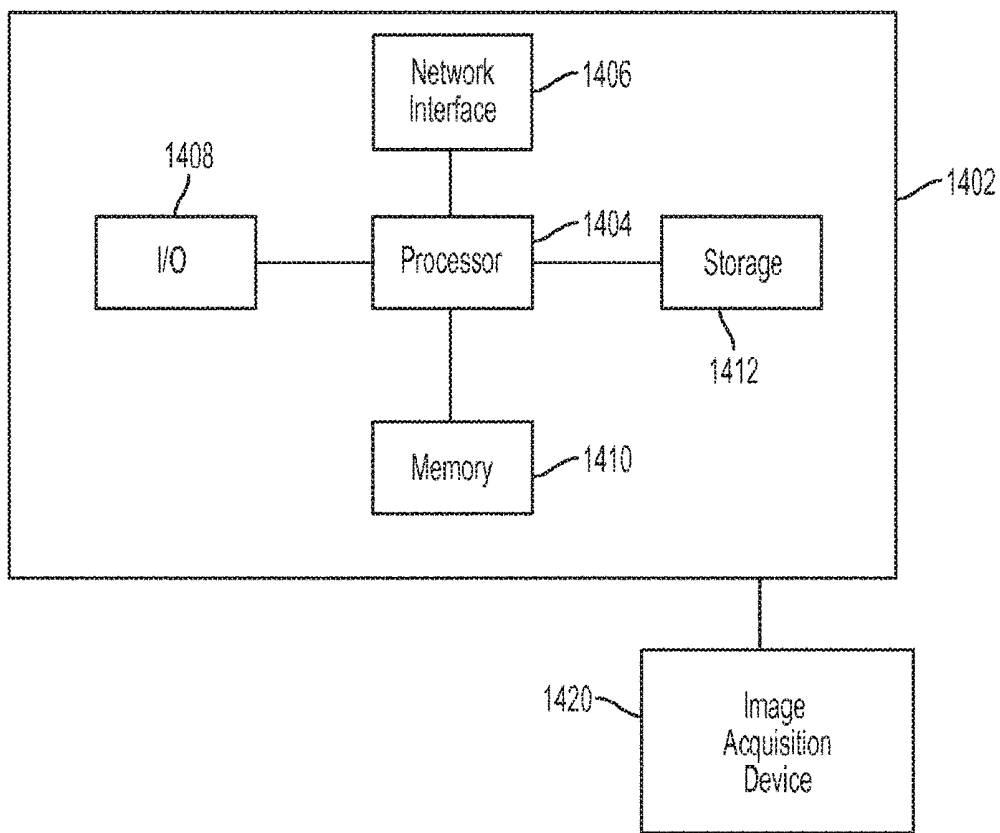 Network
Interface
1406
1408
1402
I/O
Processor
1404
Storage
1412
Memory
1410
1420
Image
Acquisition
Device